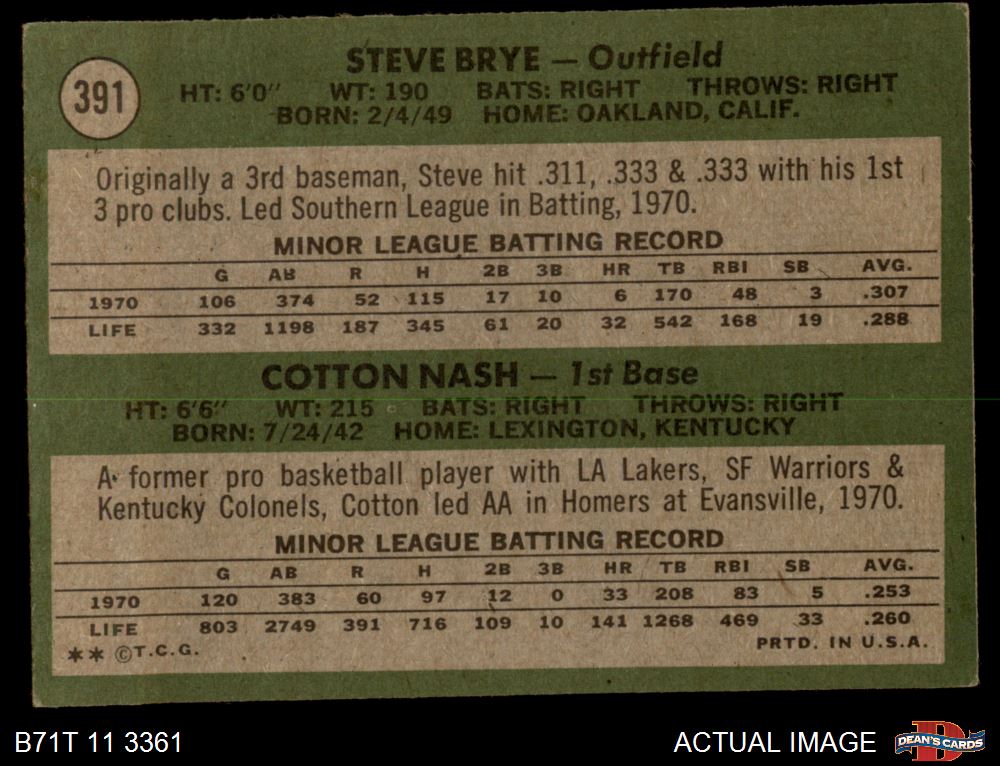 391
STEVE BRYE — Outfield
HT: 6'0" WT: 190 BATS: RIGHT THROWS: RIGHT
BORN: 2/4/49 HOME: OAKLAND, CALIF.
Originally a 3rd baseman, Steve hit .311, .333 & .333 with his 1st
3 pro clubs. Led Southern League in Batting, 1970.
MINOR LEAGUE BATTING RECORD
G AB R H 2B 3B HR TB RBI SB AVG.
1970 106 374 52 115 17 10 6 170 48 3 .307
LIFE 332 1198 187 345 61 20 32 542 168 19 .288
COTTON NASH — 1st Base
HT: 6'6" WT: 215 BATS: RIGHT THROWS: RIGHT
BORN: 7/24/42 HOME: LEXINGTON, KENTUCKY
A former pro basketball player with LA Lakers, SF Warriors &
Kentucky Colonels, Cotton led AA in Homers at Evansville, 1970.
MINOR LEAGUE BATTING RECORD
G AB R H 2B 3B HR TB RBI SB AVG.
1970 120 383 60 97 12 0 33 208 83 5 .253
LIFE 803 2749 391 716 109 10 141 1268 469 33 .260
** ©T.C.G. PRTD. IN U.S.A.
B71T 11 3361 ACTUAL IMAGE DEAN'S CARDS